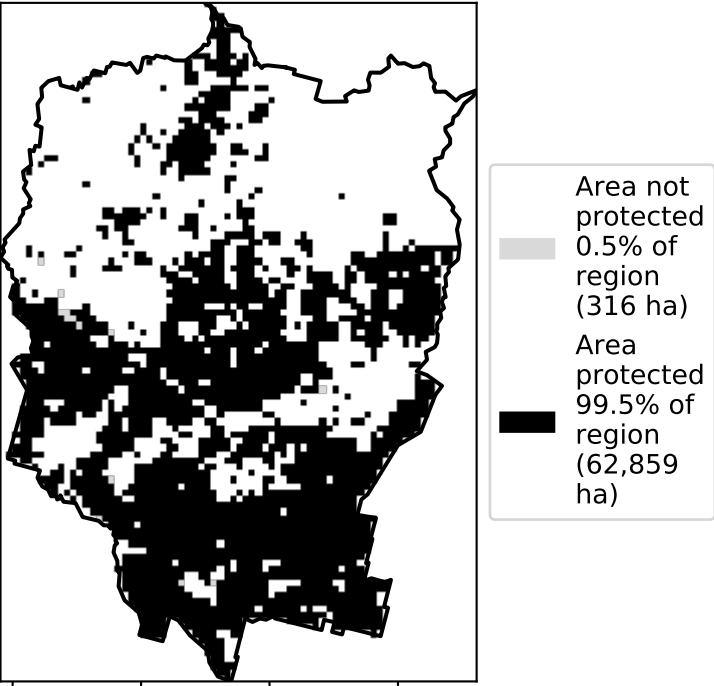 Area not
protected
0.5% of
region
(316 ha)
Area
protected
99.5% of
region
(62,859
ha)